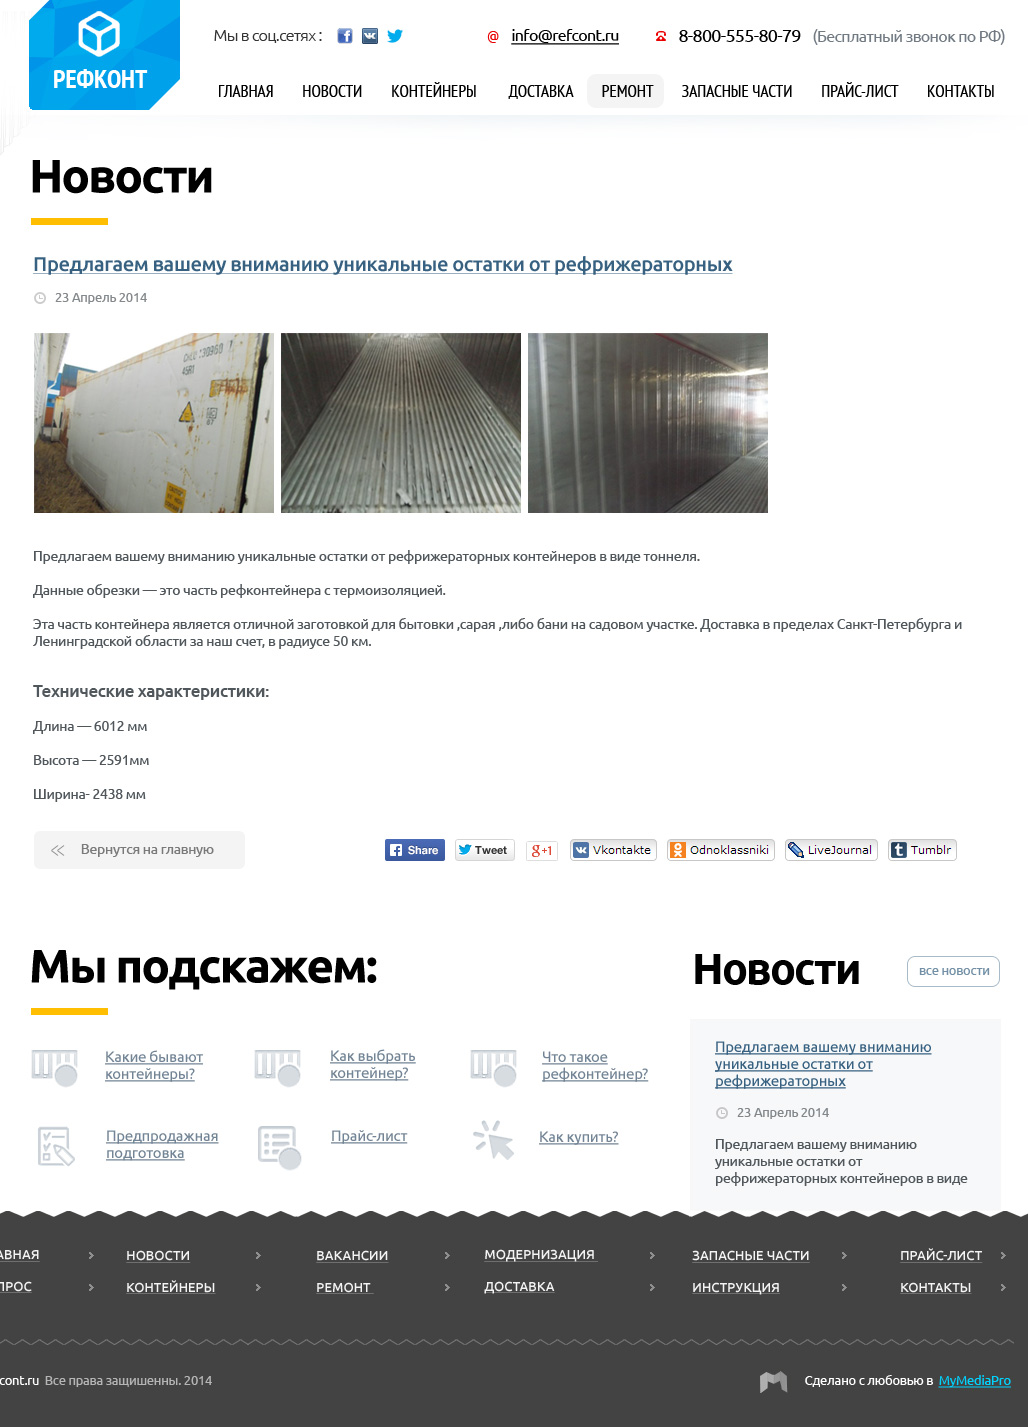 РЕФКОНТ
Мы в соц.сетях :
@ info@refcont.ru
8-800-555-80-79 (Бесплатный звонок по РФ)
ГЛАВНАЯ НОВОСТИ КОНТЕЙНЕРЫ ДОСТАВКА РЕМОНТ ЗАПАСНЫЕ ЧАСТИ ПРАЙС-ЛИСТ КОНТАКТЫ
Новости
Предлагаем вашему вниманию уникальные остатки от рефрижераторных
23 Апрель 2014
45R1
Предлагаем вашему вниманию уникальные остатки от рефрижераторных контейнеров в виде тоннеля.
Данные обрезки — это часть рефконтейнера с термоизоляцией.
Эта часть контейнера является отличной заготовкой для бытовки ,сарая ,либо бани на садовом участке. Доставка в пределах Санкт-Петербурга и
Ленинградской области за наш счет, в радиусе 50 км.
Технические характеристики:
Длина — 6012 мм
Высота — 2591мм
Ширина- 2438 мм
Вернутся на главную
Share Tweet g+1 Vkontakte Odnoklassniki LiveJournal Tumblr
Мы подскажем:
Какие бывают
контейнеры?
Как выбрать
контейнер?
Что такое
рефконтейнер?
Предпродажная
подготовка
Прайс-лист
Как купить?
Новости
все новости
Предлагаем вашему вниманию
уникальные остатки от
рефрижераторных
23 Апрель 2014
Предлагаем вашему вниманию
уникальные остатки от
рефрижераторных контейнеров в виде
АВНАЯ НОВОСТИ ВАКАНСИИ МОДЕРНИЗАЦИЯ ЗАПАСНЫЕ ЧАСТИ ПРАЙС-ЛИСТ
ПРОС КОНТЕЙНЕРЫ РЕМОНТ ДОСТАВКА ИНСТРУКЦИЯ КОНТАКТЫ
cont.ru Все права защишенны. 2014
Сделано с любовью в MyMediaPro